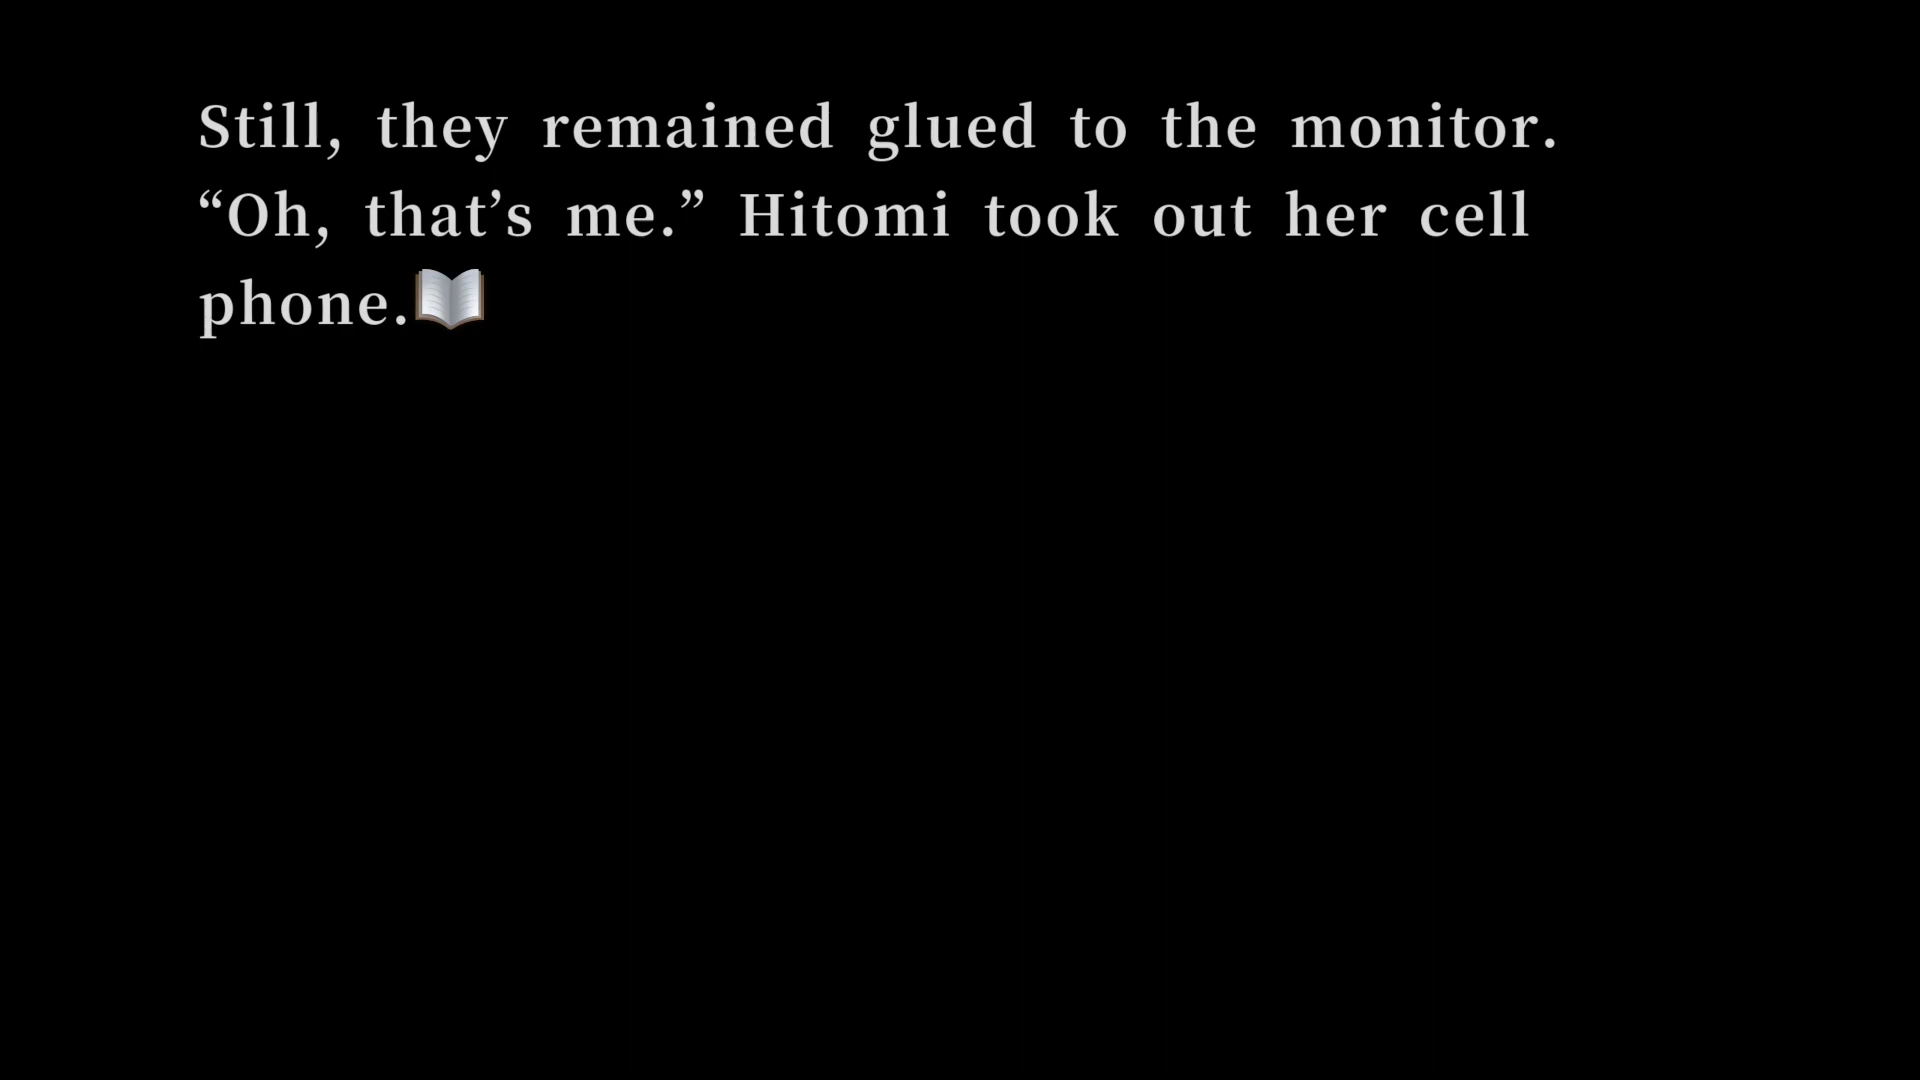 Still, they remained glued to the monitor.
“Oh, that’s me.” Hitomi took out her cell
phone.